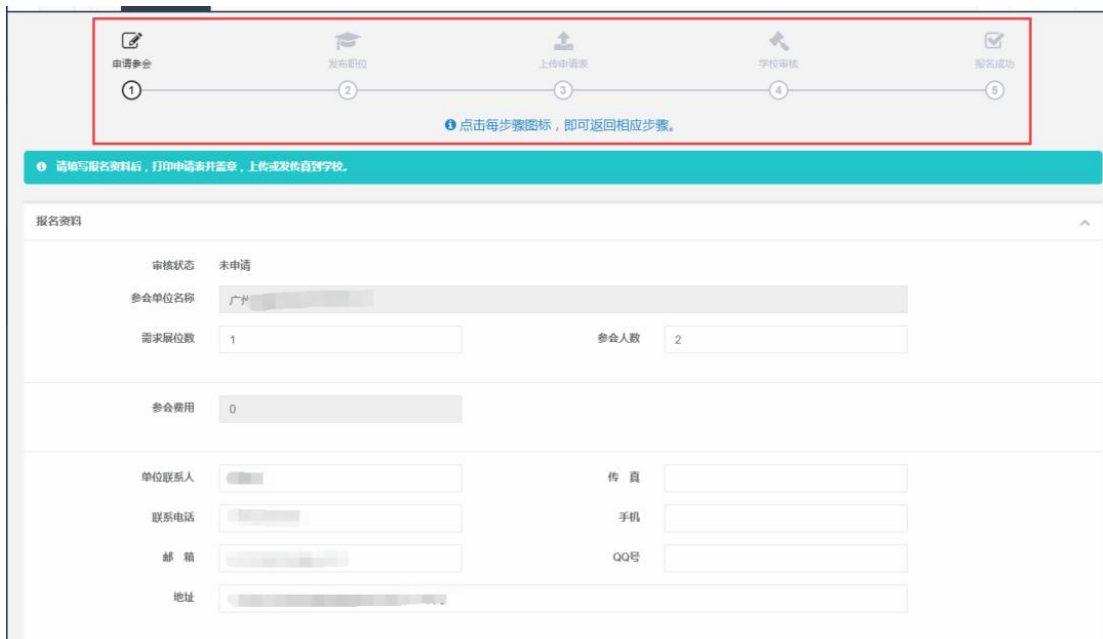 申请参会 发布职位 上传申请表 学校审核 报名成功
1 2 3 4 5
点击每步骤图标，即可返回相应步骤。
请填写报名资料后，打印申请表并盖章，上传或发传真到学校。
报名资料
审核状态 未申请
参会单位名称 广州
需求展位数 1 参会人数 2
参会费用 0
单位联系人 传 真
联系电话 手机
邮 箱 QQ号
地址